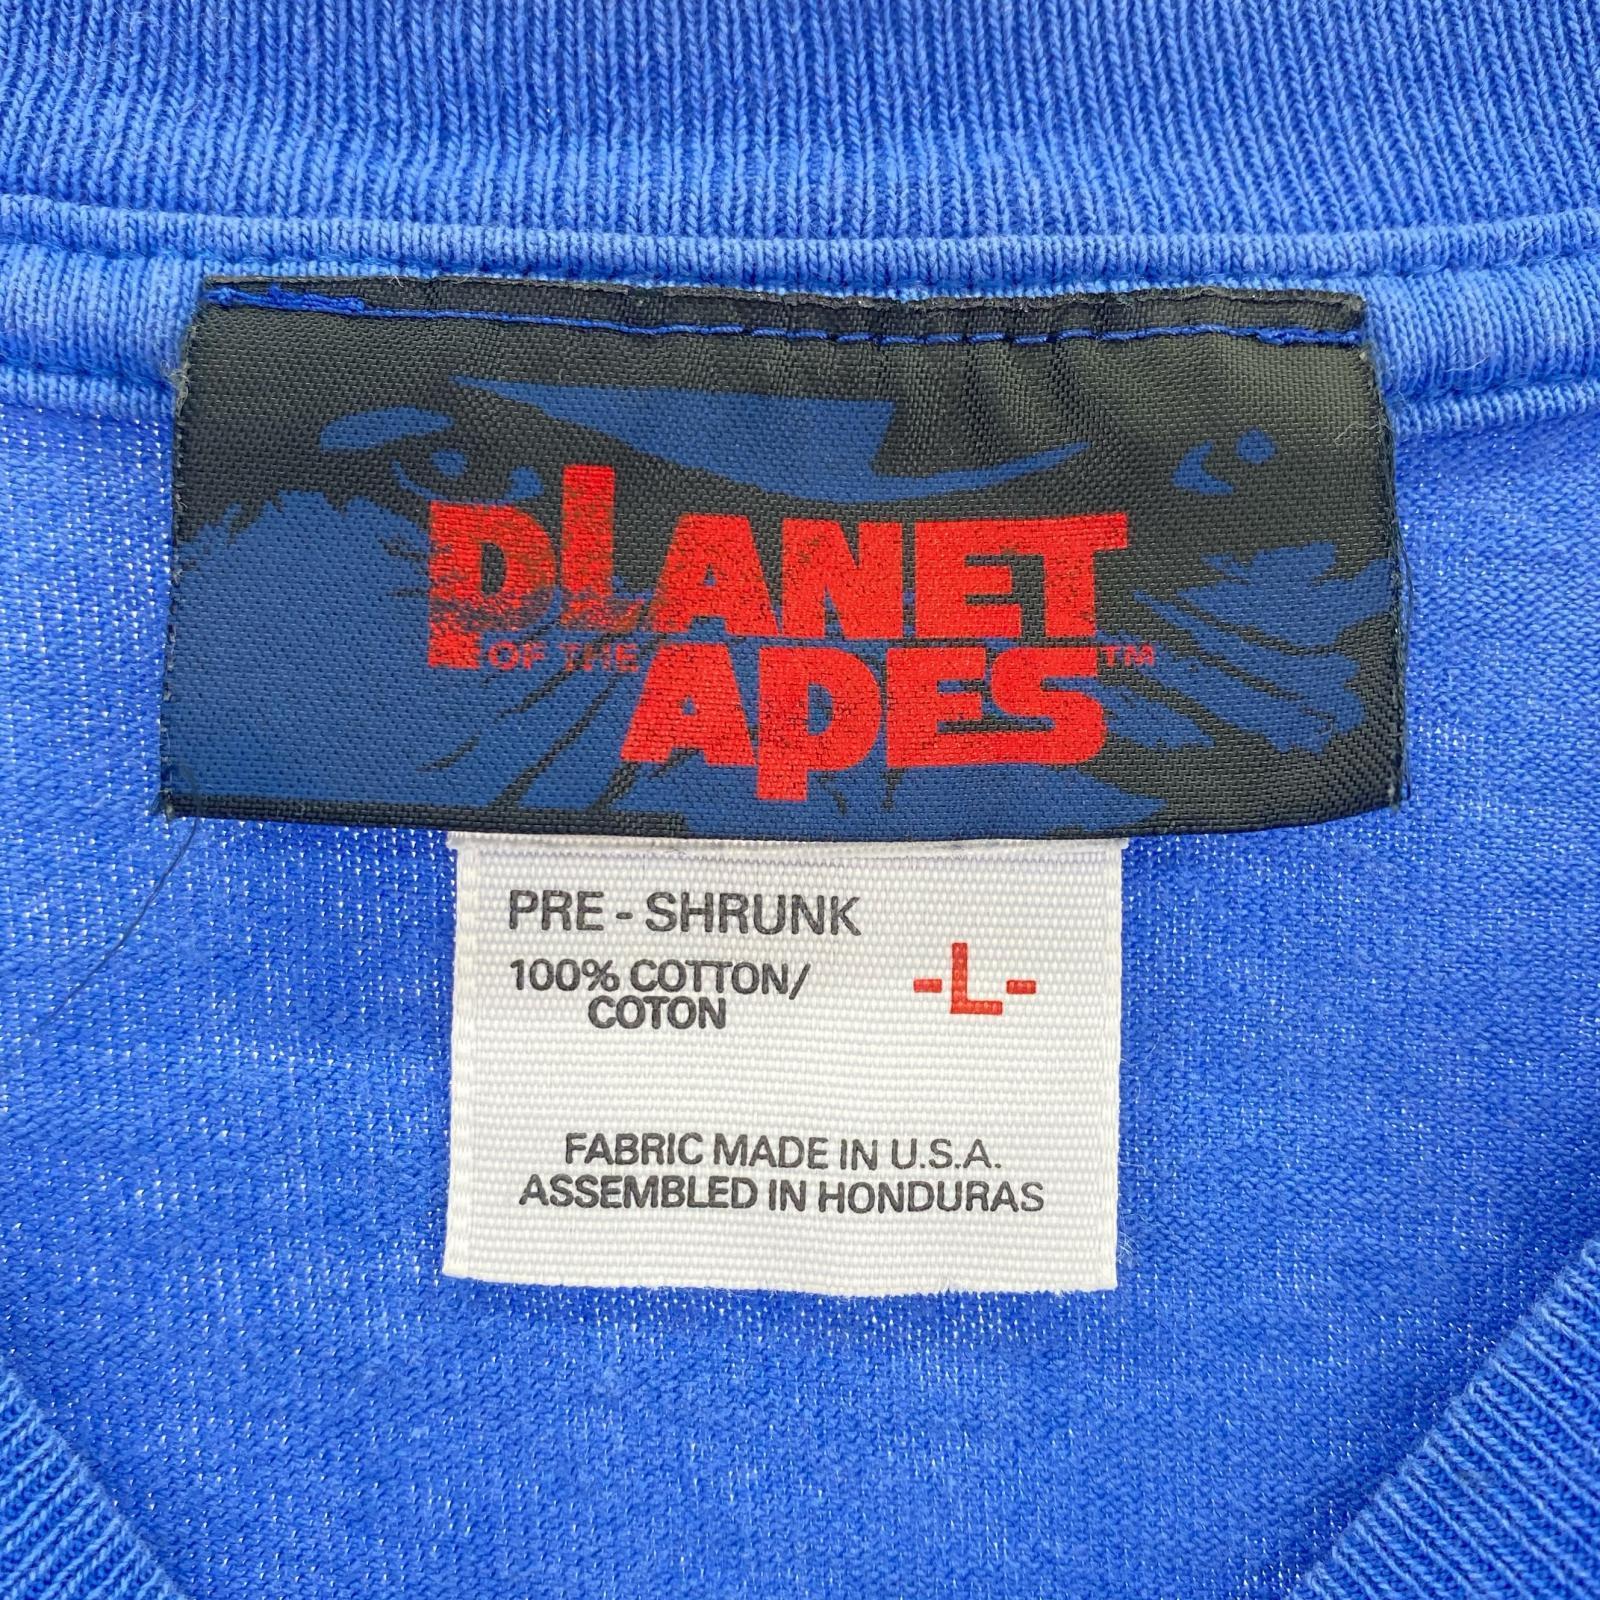 PLANET
OF THE
APES™
PRE - SHRUNK
100% COTTON/
COTON
-L-
FABRIC MADE IN U.S.A.
ASSEMBLED IN HONDURAS